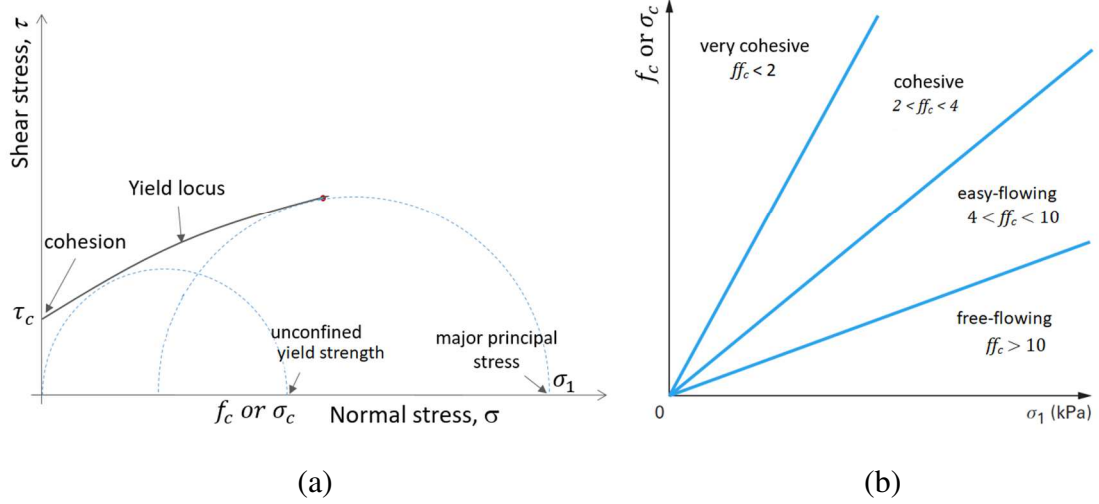 Shear stress, τ
Yield locus
cohesion
τc
unconfined
yield strength
major principal
stress
σ1
fc or σc
Normal stress, σ
(a)
fc or σc
very cohesive
ffc < 2
cohesive
2 < ffc < 4
easy-flowing
4 < ffc < 10
free-flowing
ffc > 10
0
σ1 (kPa)
(b)